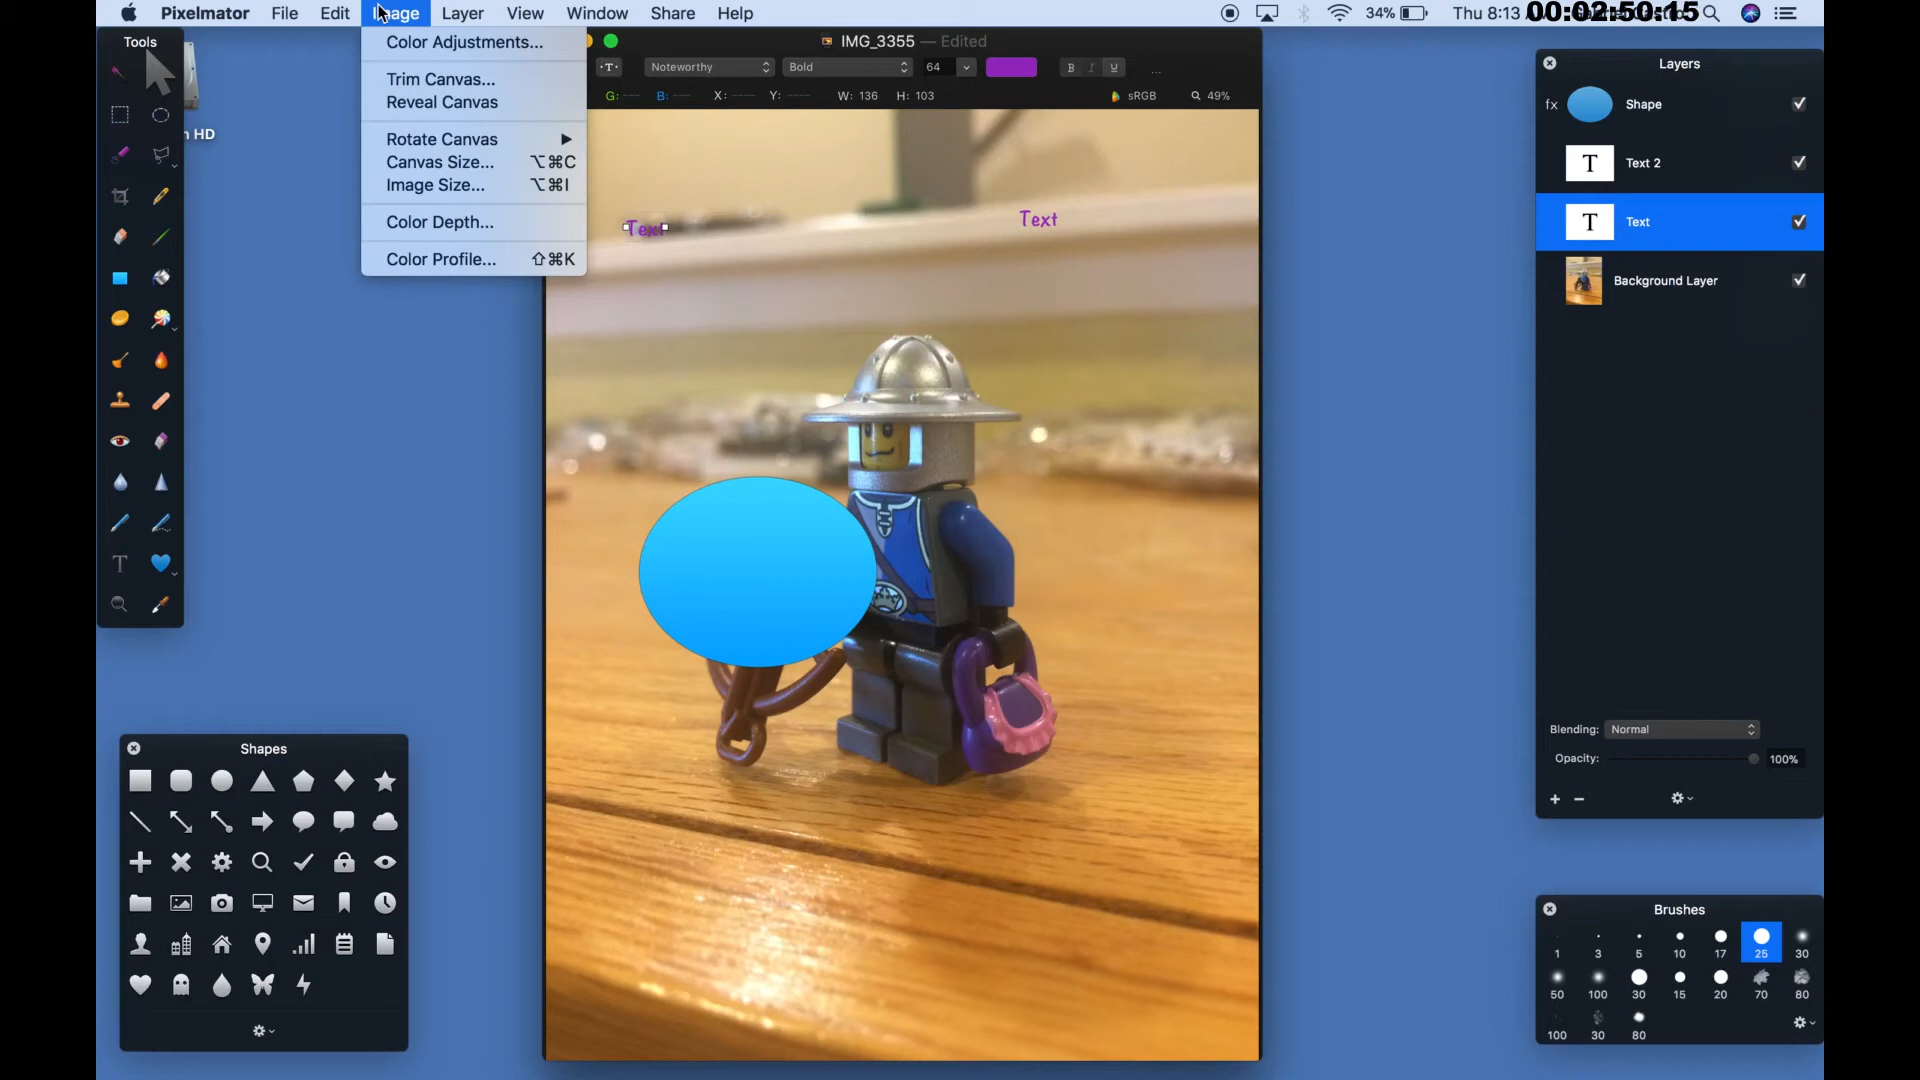 Pixelmator File Edit Image Layer View Window Share Help
34% Thu 8:13
00:02:50:15
Tools
HD
Color Adjustments...
Trim Canvas...
Reveal Canvas
Rotate Canvas
Canvas Size... ⌥⌘C
Image Size... ⌥⌘I
Color Depth...
Color Profile... ⇧⌘K
IMG_3355 — Edited
T Noteworthy Bold 64 B I U ...
G: ---- B: ---- X: ---- Y: ---- W: 136 H: 103 sRGB 49%
Text
Text
Layers
fx Shape
T Text 2
T Text
Background Layer
Blending: Normal
Opacity: 100%
Shapes
T
Brushes
1 3 5 10 17 25 30
50 100 30 15 20 70 80
100 30 80